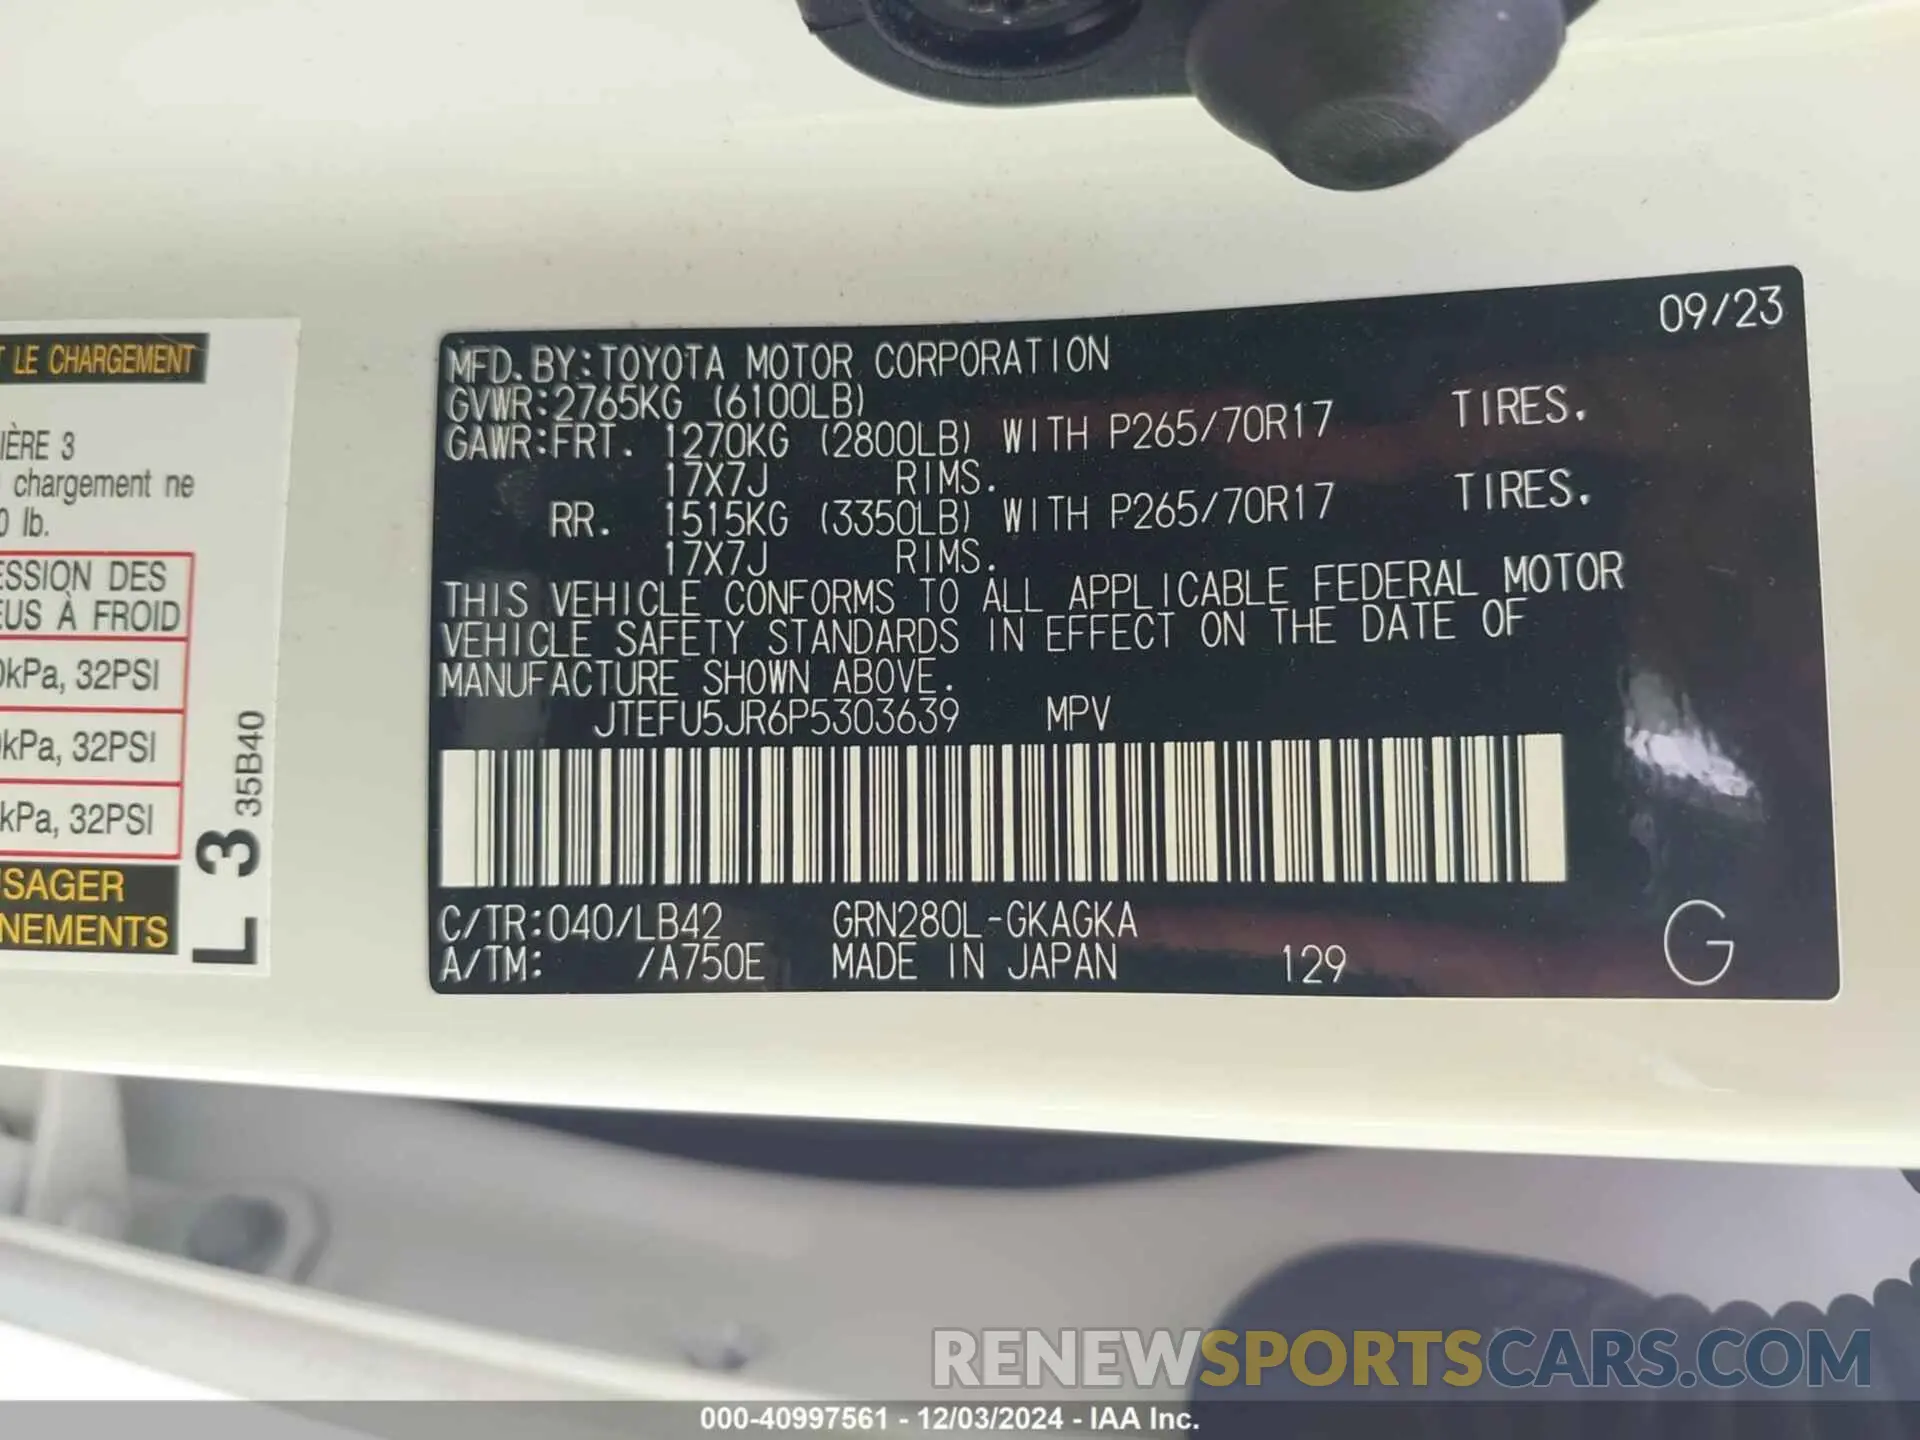 T LE CHARGEMENT
IÈRE 3
chargement ne
0 lb.
ESSION DES
EUS À FROID
0kPa, 32PSI
0kPa, 32PSI
kPa, 32PSI
SAGER
NEMENTS
L 3 35B40
09/23
MFD. BY:TOYOTA MOTOR CORPORATION
GVWR:2765KG (6100LB)
GAWR:FRT. 1270KG (2800LB) WITH P265/70R17 TIRES.
17X7J RIMS.
RR. 1515KG (3350LB) WITH P265/70R17 TIRES.
17X7J RIMS.
THIS VEHICLE CONFORMS TO ALL APPLICABLE FEDERAL MOTOR
VEHICLE SAFETY STANDARDS IN EFFECT ON THE DATE OF
MANUFACTURE SHOWN ABOVE.
JTEFU5JR6P5303639 MPV
C/TR:040/LB42 GRN280L-GKAGKA
A/TM: /A750E MADE IN JAPAN 129 G
RENEWSPORTSCARS.COM
000-40997561 - 12/03/2024 - IAA Inc.